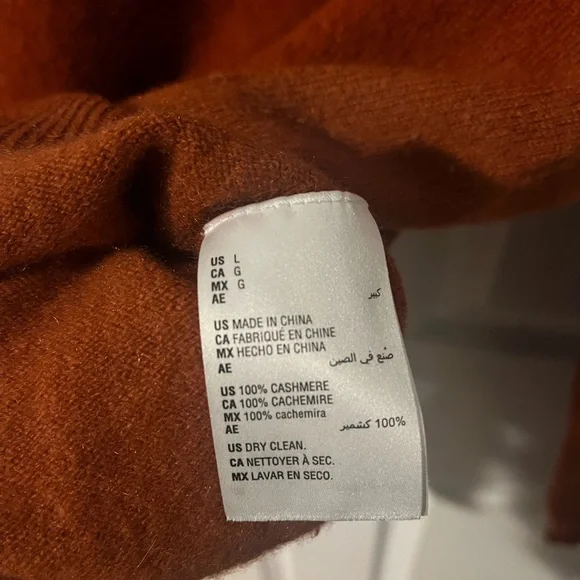 US L
CA G
MX G
AE كبير
US MADE IN CHINA
CA FABRIQUÉ EN CHINE
MX HECHO EN CHINA
AE صُنع في الصين
US 100% CASHMERE
CA 100% CACHEMIRE
MX 100% cachemira
AE 100% كشمير
US DRY CLEAN.
CA NETTOYER À SEC.
MX LAVAR EN SECO.